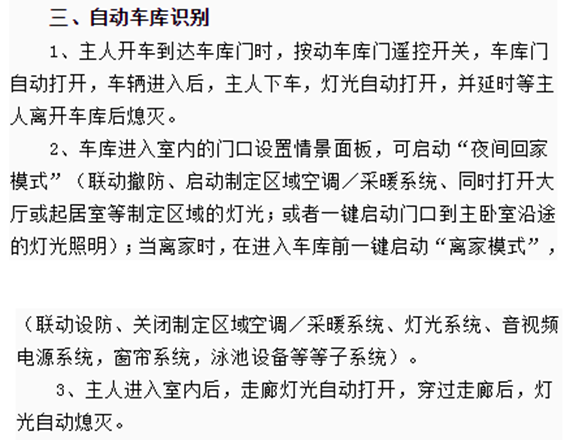 三、自动车库识别
1、主人开车到达车库门时，按动车库门遥控开关，车库门
自动打开，车辆进入后，主人下车，灯光自动打开，并延时等主
人离开车库后熄灭。
2、车库进入室内的门口设置情景面板，可启动“夜间回家
模式”（联动撤防、启动制定区域空调／采暖系统、同时打开大
厅或起居室等制定区域的灯光；或者一键启动门口到主卧室沿途
的灯光照明）；当离家时，在进入车库前一键启动“离家模式”，
（联动设防、关闭制定区域空调／采暖系统、灯光系统、音视频
电源系统，窗帘系统，泳池设备等等子系统）。
3、主人进入室内后，走廊灯光自动打开，穿过走廊后，灯
光自动熄灭。